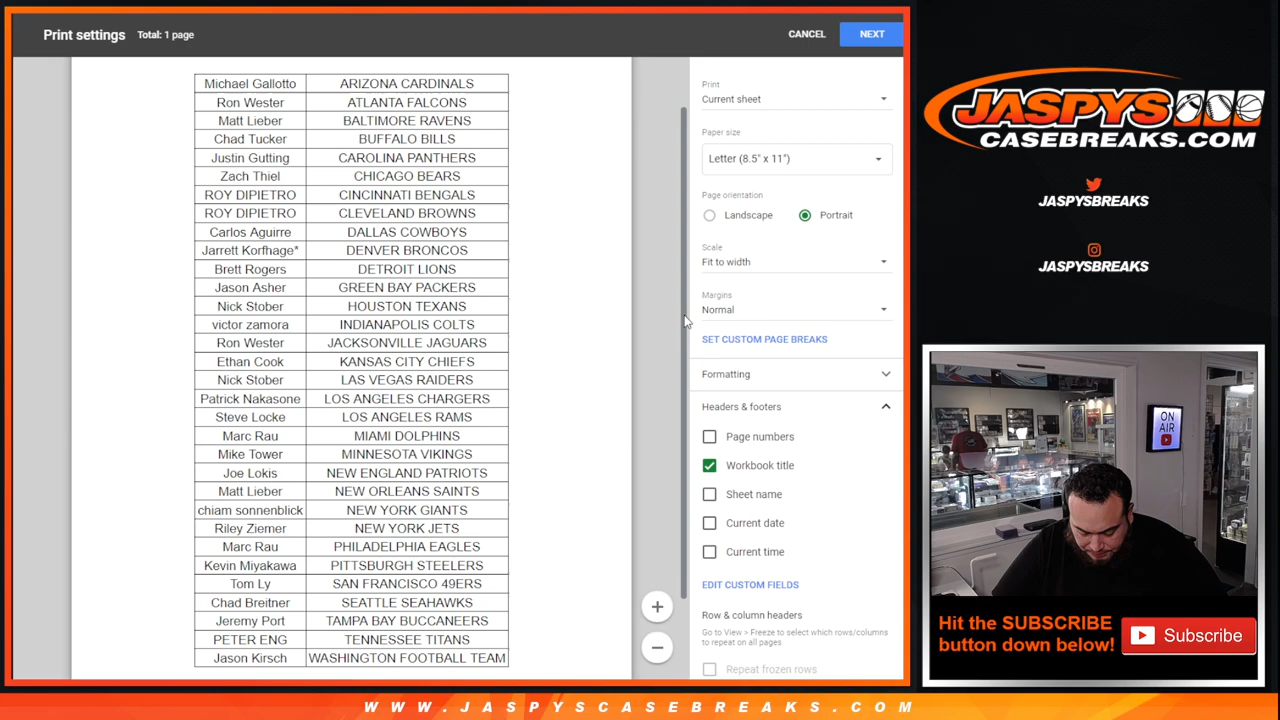 Print settings Total: 1 page
CANCEL NEXT
Michael Gallotto ARIZONA CARDINALS
Ron Wester ATLANTA FALCONS
Matt Lieber BALTIMORE RAVENS
Chad Tucker BUFFALO BILLS
Justin Gutting CAROLINA PANTHERS
Zach Thiel CHICAGO BEARS
ROY DIPIETRO CINCINNATI BENGALS
ROY DIPIETRO CLEVELAND BROWNS
Carlos Aguirre DALLAS COWBOYS
Jarrett Korfhage* DENVER BRONCOS
Brett Rogers DETROIT LIONS
Jason Asher GREEN BAY PACKERS
Nick Stober HOUSTON TEXANS
victor zamora INDIANAPOLIS COLTS
Ron Wester JACKSONVILLE JAGUARS
Ethan Cook KANSAS CITY CHIEFS
Nick Stober LAS VEGAS RAIDERS
Patrick Nakasone LOS ANGELES CHARGERS
Steve Locke LOS ANGELES RAMS
Marc Rau MIAMI DOLPHINS
Mike Tower MINNESOTA VIKINGS
Joe Lokis NEW ENGLAND PATRIOTS
Matt Lieber NEW ORLEANS SAINTS
chiam sonnenblick NEW YORK GIANTS
Riley Ziemer NEW YORK JETS
Marc Rau PHILADELPHIA EAGLES
Kevin Miyakawa PITTSBURGH STEELERS
Tom Ly SAN FRANCISCO 49ERS
Chad Breitner SEATTLE SEAHAWKS
Jeremy Port TAMPA BAY BUCCANEERS
PETER ENG TENNESSEE TITANS
Jason Kirsch WASHINGTON FOOTBALL TEAM
Print
Current sheet
Paper size
Letter (8.5" x 11")
Page orientation
Landscape Portrait
Scale
Fit to width
Margins
Normal
SET CUSTOM PAGE BREAKS
Formatting
Headers & footers
Page numbers
Workbook title
Sheet name
Current date
Current time
EDIT CUSTOM FIELDS
Row & column headers
Go to View > Freeze to select which rows/columns
to repeat on all pages
Repeat frozen rows
JASPYS
CASEBREAKS.COM
JASPYSBREAKS
JASPYSBREAKS
ON
AIR
Hit the SUBSCRIBE
button down below!
Subscribe
WWW.JASPYSCASEBREAKS.COM